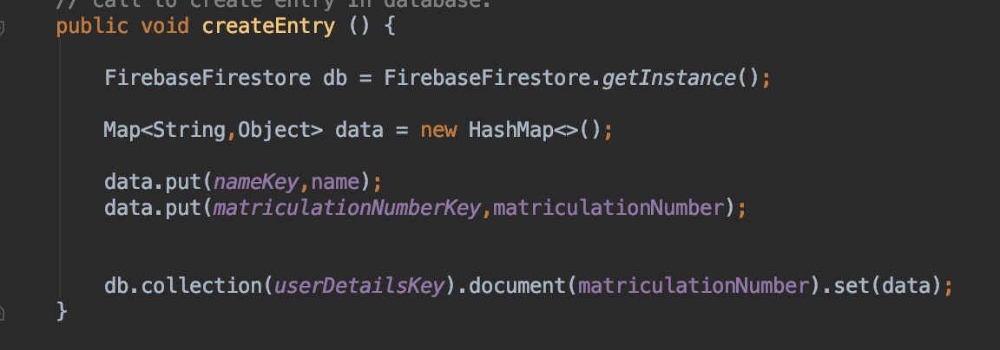 // call to create entry in database.
public void createEntry () {
FirebaseFirestore db = FirebaseFirestore.getInstance();
Map<String,Object> data = new HashMap<>();
data.put(nameKey,name);
data.put(matriculationNumberKey,matriculationNumber);
db.collection(userDetailsKey).document(matriculationNumber).set(data);
}